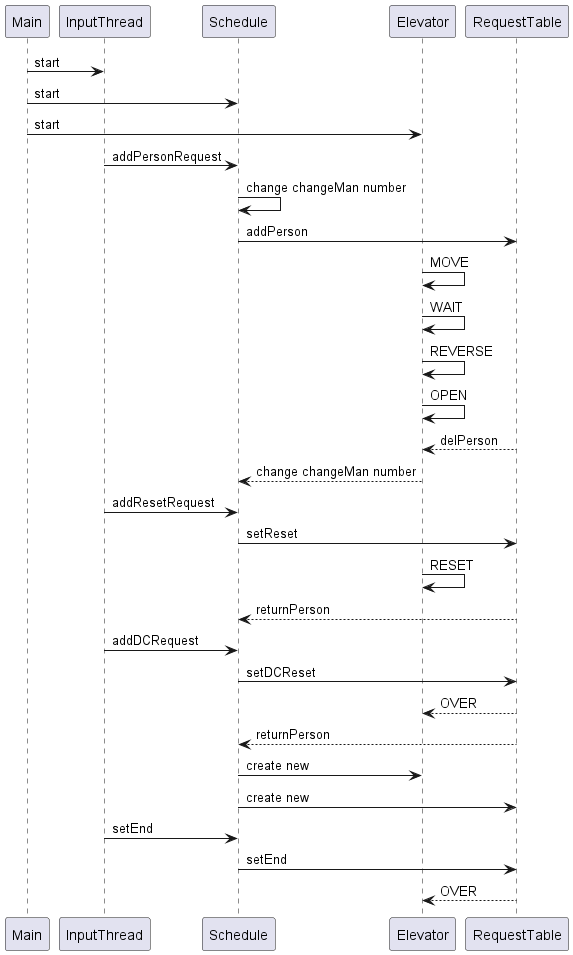 Main InputThread Schedule Elevator RequestTable
start
start
start
addPersonRequest
change changeMan number
addPerson
MOVE
WAIT
REVERSE
OPEN
delPerson
change changeMan number
addResetRequest
setReset
RESET
returnPerson
addDCRequest
setDCReset
OVER
returnPerson
create new
create new
setEnd
setEnd
OVER
Main InputThread Schedule Elevator RequestTable